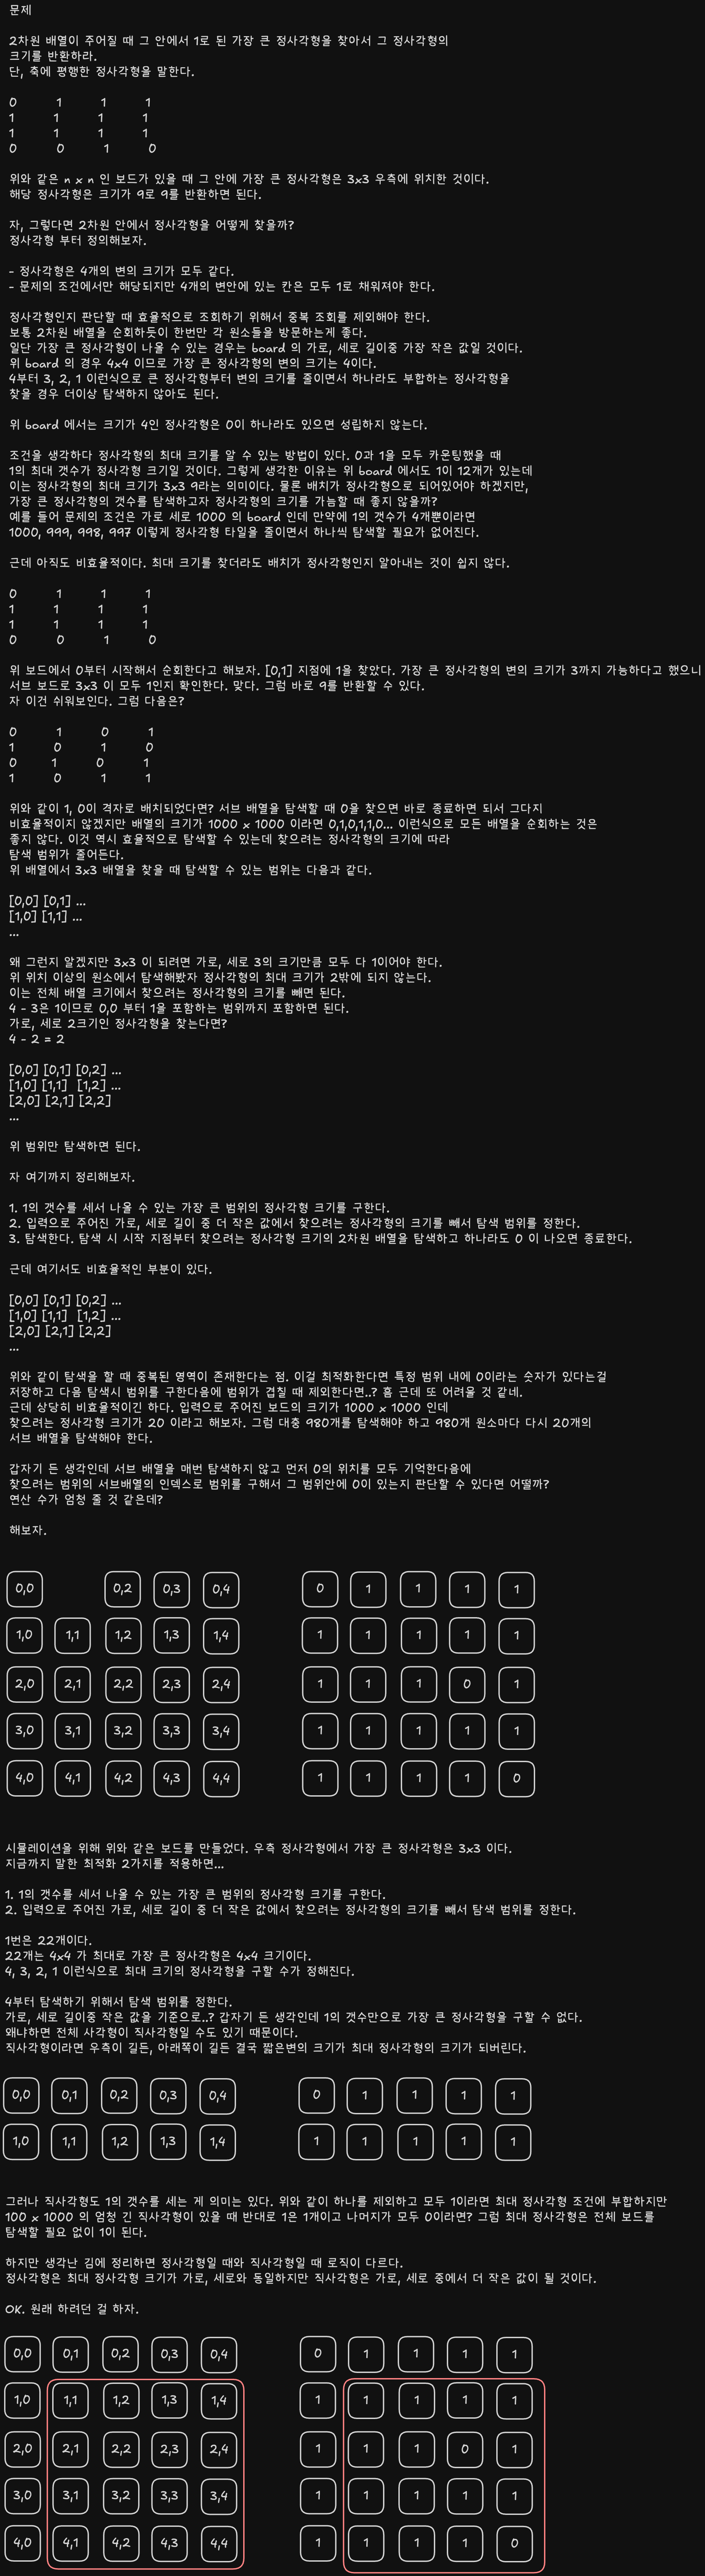 문제
2차원 배열이 주어질 때 그 안에서 1로 된 가장 큰 정사각형을 찾아서 그 정사각형의
크기를 반환하라.
단, 축에 평행한 정사각형을 말한다.
0 1 1 1
1 1 1 1
1 1 1 1
0 0 1 0
위와 같은 n x n 인 보드가 있을 때 그 안에 가장 큰 정사각형은 3x3 우측에 위치한 것이다.
해당 정사각형은 크기가 9로 9를 반환하면 된다.
자, 그렇다면 2차원 안에서 정사각형을 어떻게 찾을까?
정사각형 부터 정의해보자.
- 정사각형은 4개의 변의 크기가 모두 같다.
- 문제의 조건에서만 해당되지만 4개의 변안에 있는 칸은 모두 1로 채워져야 한다.
정사각형인지 판단할 때 효율적으로 조회하기 위해서 중복 조회를 제외해야 한다.
보통 2차원 배열을 순회하듯이 한번만 각 원소들을 방문하는게 좋다.
일단 가장 큰 정사각형이 나올 수 있는 경우는 board 의 가로, 세로 길이중 가장 작은 값일 것이다.
위 board 의 경우 4x4 이므로 가장 큰 정사각형의 변의 크기는 4이다.
4부터 3, 2, 1 이런식으로 큰 정사각형부터 변의 크기를 줄이면서 하나라도 부합하는 정사각형을
찾을 경우 더이상 탐색하지 않아도 된다.
위 board 에서는 크기가 4인 정사각형은 0이 하나라도 있으면 성립하지 않는다.
조건을 생각하다 정사각형의 최대 크기를 알 수 있는 방법이 있다. 0과 1을 모두 카운팅했을 때
1의 최대 갯수가 정사각형 크기일 것이다. 그렇게 생각한 이유는 위 board 에서도 1이 12개가 있는데
이는 정사각형의 최대 크기가 3x3 9라는 의미이다. 물론 배치가 정사각형으로 되어있어야 하겠지만,
가장 큰 정사각형의 갯수를 탐색하고자 정사각형의 크기를 가늠할 때 좋지 않을까?
예를 들어 문제의 조건은 가로 세로 1000 의 board 인데 만약에 1의 갯수가 4개뿐이라면
1000, 999, 998, 997 이렇게 정사각형 타일을 줄이면서 하나씩 탐색할 필요가 없어진다.
근데 아직도 비효율적이다. 최대 크기를 찾더라도 배치가 정사각형인지 알아내는 것이 쉽지 않다.
0 1 1 1
1 1 1 1
1 1 1 1
0 0 1 0
위 보드에서 0부터 시작해서 순회한다고 해보자. [0,1] 지점에 1을 찾았다. 가장 큰 정사각형의 변의 크기가 3까지 가능하다고 했으니
서브 보드로 3x3 이 모두 1인지 확인한다. 맞다. 그럼 바로 9를 반환할 수 있다.
자 이건 쉬워보인다. 그럼 다음은?
0 1 0 1
1 0 1 0
0 1 0 1
1 0 1 1
위와 같이 1, 0이 격자로 배치되었다면? 서브 배열을 탐색할 때 0을 찾으면 바로 종료하면 되서 그다지
비효율적이지 않겠지만 배열의 크기가 1000 x 1000 이라면 0,1,0,1,1,0... 이런식으로 모든 배열을 순회하는 것은
좋지 않다. 이것 역시 효율적으로 탐색할 수 있는데 찾으려는 정사각형의 크기에 따라
탐색 범위가 줄어든다.
위 배열에서 3x3 배열을 찾을 때 탐색할 수 있는 범위는 다음과 같다.
[0,0] [0,1] ...
[1,0] [1,1] ...
...
왜 그런지 알겠지만 3x3 이 되려면 가로, 세로 3의 크기만큼 모두 다 1이어야 한다.
위 위치 이상의 원소에서 탐색해봤자 정사각형의 최대 크기가 2밖에 되지 않는다.
이는 전체 배열 크기에서 찾으려는 정사각형의 크기를 빼면 된다.
4 - 3은 1이므로 0,0 부터 1을 포함하는 범위까지 포함하면 된다.
가로, 세로 2크기인 정사각형을 찾는다면?
4 - 2 = 2
[0,0] [0,1] [0,2] ...
[1,0] [1,1] [1,2] ...
[2,0] [2,1] [2,2]
...
위 범위만 탐색하면 된다.
자 여기까지 정리해보자.
1. 1의 갯수를 세서 나올 수 있는 가장 큰 범위의 정사각형 크기를 구한다.
2. 입력으로 주어진 가로, 세로 길이 중 더 작은 값에서 찾으려는 정사각형의 크기를 빼서 탐색 범위를 정한다.
3. 탐색한다. 탐색 시 시작 지점부터 찾으려는 정사각형 크기의 2차원 배열을 탐색하고 하나라도 0 이 나오면 종료한다.
근데 여기서도 비효율적인 부분이 있다.
[0,0] [0,1] [0,2] ...
[1,0] [1,1] [1,2] ...
[2,0] [2,1] [2,2]
...
위와 같이 탐색을 할 때 중복된 영역이 존재한다는 점. 이걸 최적화한다면 특정 범위 내에 0이라는 숫자가 있다는걸
저장하고 다음 탐색시 범위를 구한다음에 범위가 겹칠 때 제외한다면..? 흠 근데 또 어려울 것 같네.
근데 상당히 비효율적이긴 하다. 입력으로 주어진 보드의 크기가 1000 x 1000 인데
찾으려는 정사각형 크기가 20 이라고 해보자. 그럼 대충 980개를 탐색해야 하고 980개 원소마다 다시 20개의
서브 배열을 탐색해야 한다.
갑자기 든 생각인데 서브 배열을 매번 탐색하지 않고 먼저 0의 위치를 모두 기억한다음에
찾으려는 범위의 서브배열의 인덱스로 범위를 구해서 그 범위안에 0이 있는지 판단할 수 있다면 어떨까?
연산 수가 엄청 줄 것 같은데?
해보자.
0,0 0,2 0,3 0,4 0 1 1 1 1
1,0 1,1 1,2 1,3 1,4 1 1 1 1 1
2,0 2,1 2,2 2,3 2,4 1 1 1 0 1
3,0 3,1 3,2 3,3 3,4 1 1 1 1 1
4,0 4,1 4,2 4,3 4,4 1 1 1 1 0
시뮬레이션을 위해 위와 같은 보드를 만들었다. 우측 정사각형에서 가장 큰 정사각형은 3x3 이다.
지금까지 말한 최적화 2가지를 적용하면...
1. 1의 갯수를 세서 나올 수 있는 가장 큰 범위의 정사각형 크기를 구한다.
2. 입력으로 주어진 가로, 세로 길이 중 더 작은 값에서 찾으려는 정사각형의 크기를 빼서 탐색 범위를 정한다.
1번은 22개이다.
22개는 4x4 가 최대로 가장 큰 정사각형은 4x4 크기이다.
4, 3, 2, 1 이런식으로 최대 크기의 정사각형을 구할 수가 정해진다.
4부터 탐색하기 위해서 탐색 범위를 정한다.
가로, 세로 길이중 작은 값을 기준으로..? 갑자기 든 생각인데 1의 갯수만으로 가장 큰 정사각형을 구할 수 없다.
왜냐하면 전체 사각형이 직사각형일 수도 있기 때문이다.
직사각형이라면 우측이 길든, 아래쪽이 길든 결국 짧은변의 크기가 최대 정사각형의 크기가 되버린다.
0,0 0,1 0,2 0,3 0,4 0 1 1 1 1
1,0 1,1 1,2 1,3 1,4 1 1 1 1 1
그러나 직사각형도 1의 갯수를 세는 게 의미는 있다. 위와 같이 하나를 제외하고 모두 1이라면 최대 정사각형 조건에 부합하지만
100 x 1000 의 엄청 긴 직사각형이 있을 때 반대로 1은 1개이고 나머지가 모두 0이라면? 그럼 최대 정사각형은 전체 보드를
탐색할 필요 없이 1이 된다.
하지만 생각난 김에 정리하면 정사각형일 때와 직사각형일 때 로직이 다르다.
정사각형은 최대 정사각형 크기가 가로, 세로와 동일하지만 직사각형은 가로, 세로 중에서 더 작은 값이 될 것이다.
OK. 원래 하려던 걸 하자.
0,0 0,1 0,2 0,3 0,4 0 1 1 1 1
1,0 1,1 1,2 1,3 1,4 1 1 1 1 1
2,0 2,1 2,2 2,3 2,4 1 1 1 0 1
3,0 3,1 3,2 3,3 3,4 1 1 1 1 1
4,0 4,1 4,2 4,3 4,4 1 1 1 1 0